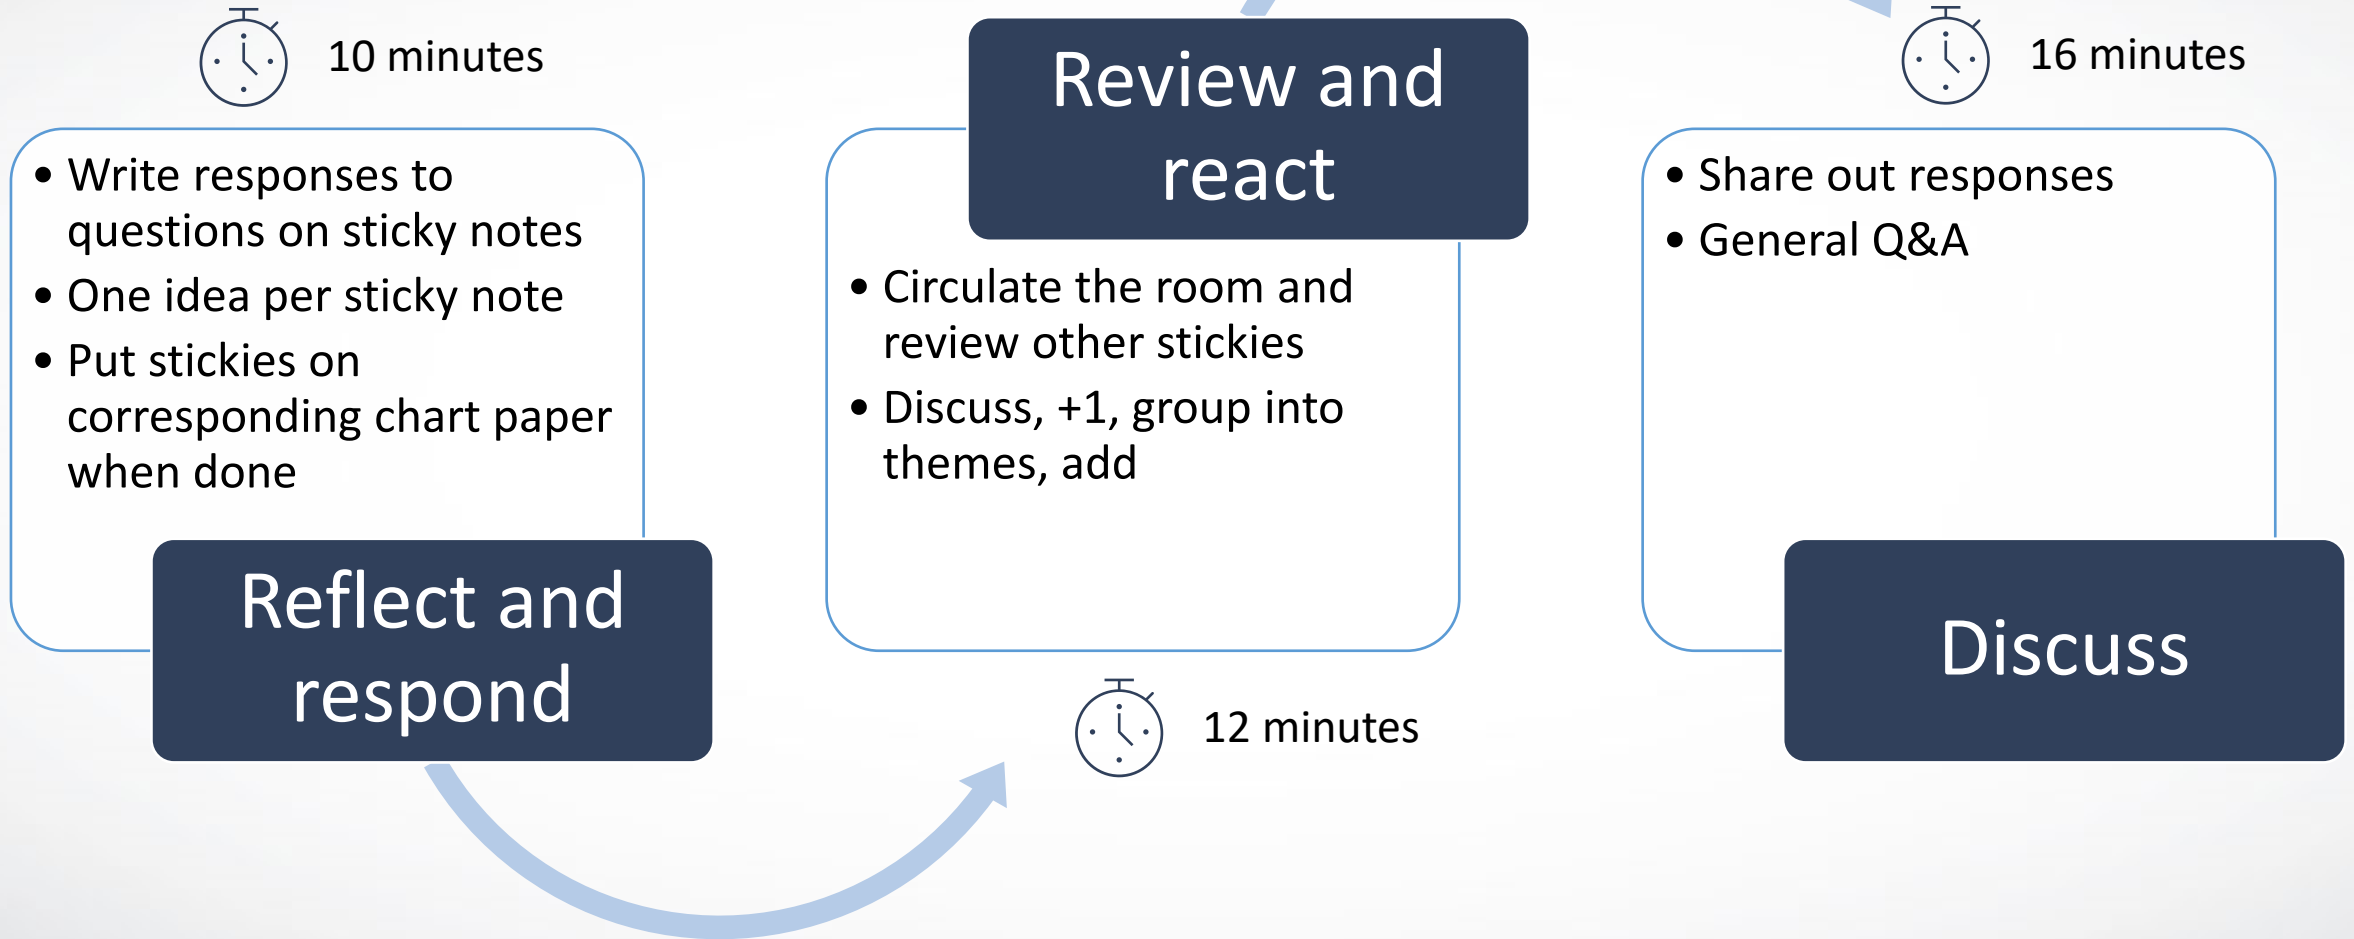 10 minutes
• Write responses to
questions on sticky notes
• One idea per sticky note
• Put stickies on
corresponding chart paper
when done
Reflect and
respond
Review and
react
• Circulate the room and
review other stickies
• Discuss, +1, group into
themes, add
12 minutes
16 minutes
• Share out responses
• General Q&A
Discuss